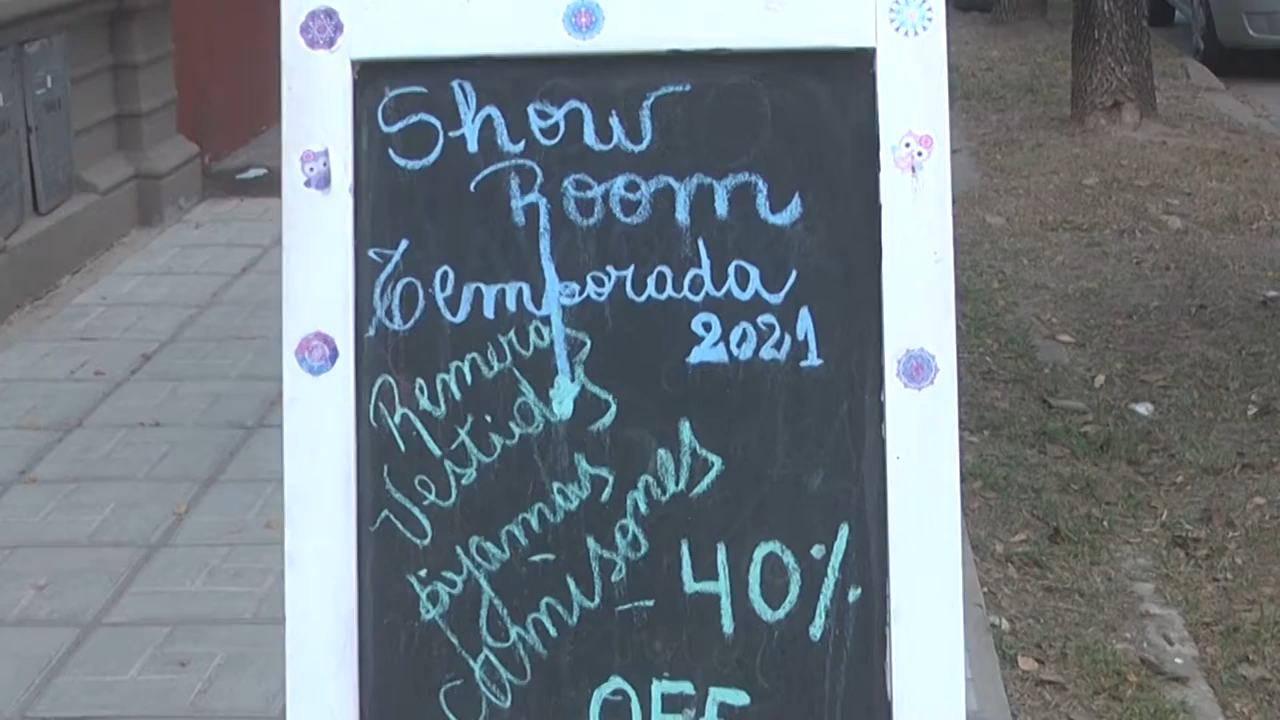 Show
Room
Temporada
2021
Remeras
Vestidos
pijamas
camisones
- 40%
OFF